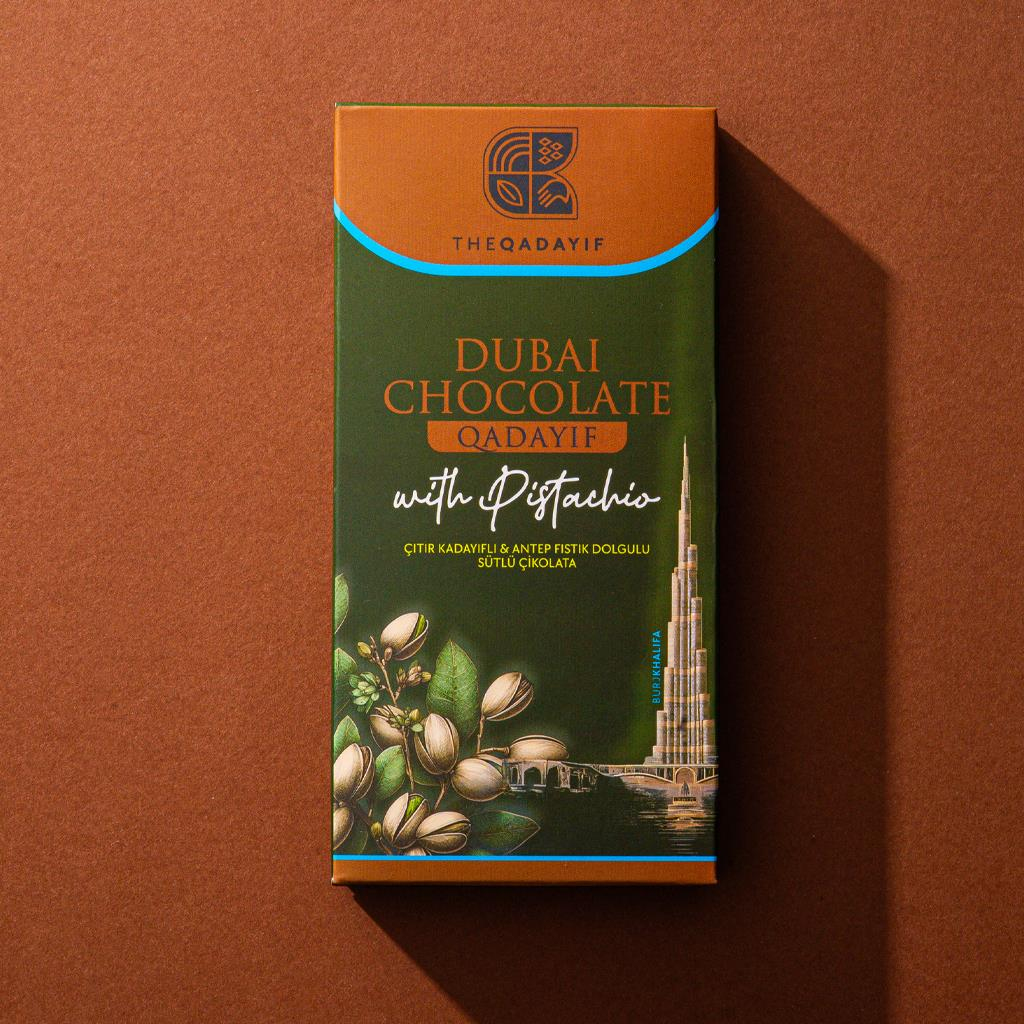 THEQADAYIF
DUBAI
CHOCOLATE
QADAYIF
with Pistachio
ÇITIR KADAYIFLI & ANTEP FISTIK DOLGULU
SÜTLÜ ÇİKOLATA
BURJKHALIFA